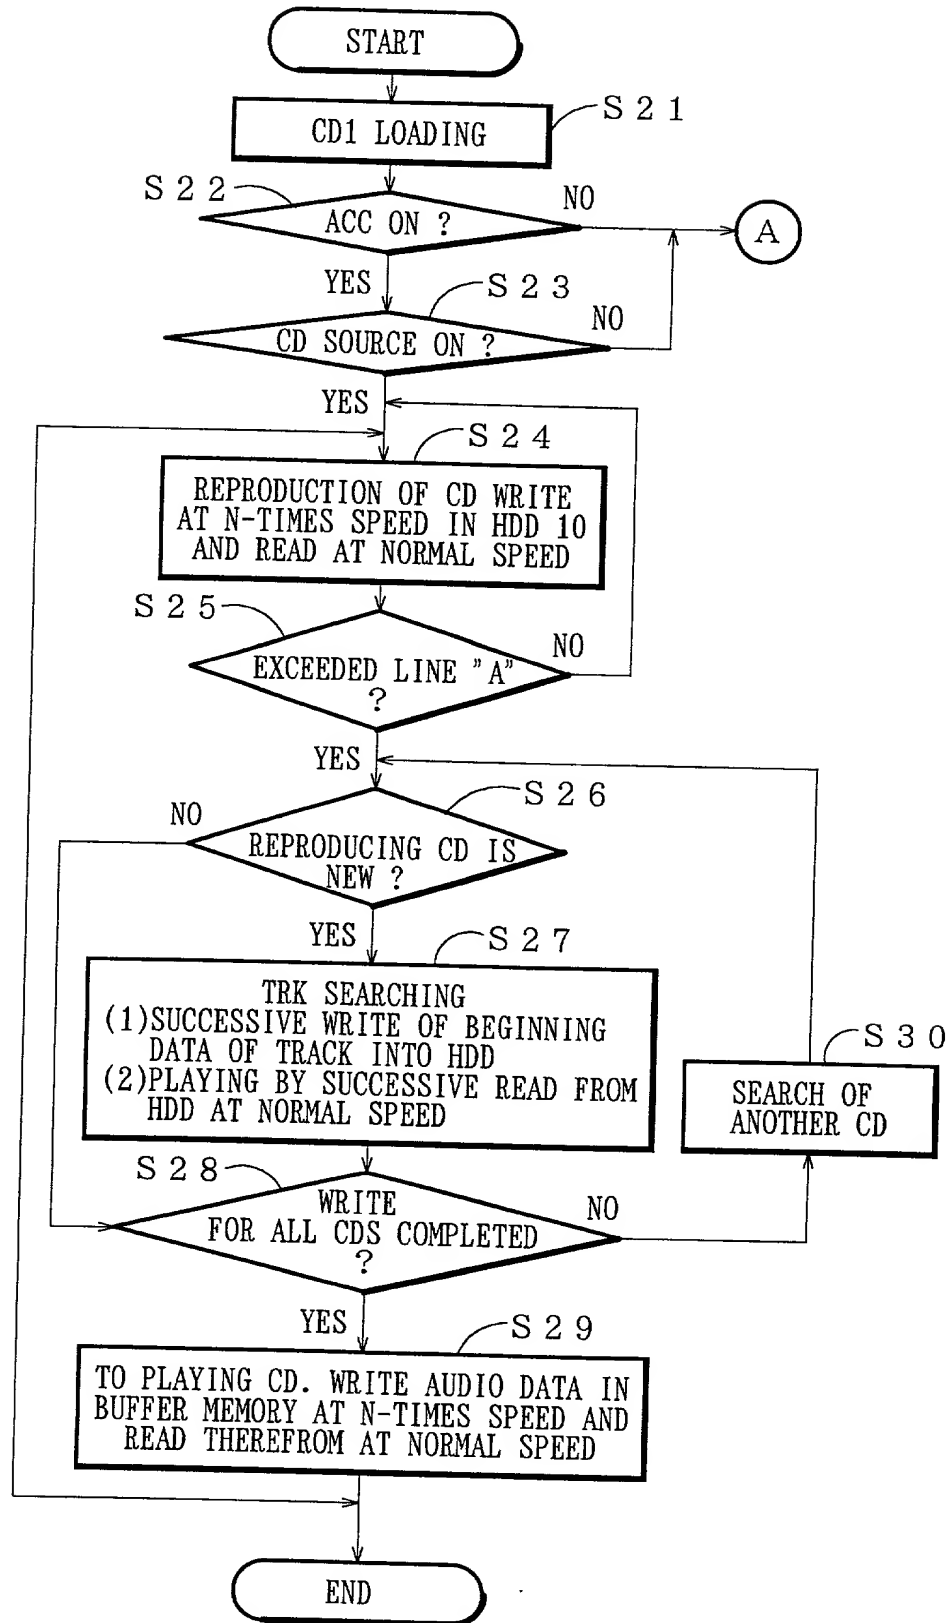 START
S21
CD1 LOADING
S22
NO
ACC ON ?
A
YES
S23
NO
CD SOURCE ON ?
YES
S24
REPRODUCTION OF CD WRITE
AT N-TIMES SPEED IN HDD 10
AND READ AT NORMAL SPEED
S25
NO
EXCEEDED LINE "A"
?
YES
S26
NO
REPRODUCING CD IS
NEW ?
YES
S27
TRK SEARCHING
(1)SUCCESSIVE WRITE OF BEGINNING
DATA OF TRACK INTO HDD
(2)PLAYING BY SUCCESSIVE READ FROM
HDD AT NORMAL SPEED
S30
SEARCH OF
ANOTHER CD
S28
WRITE
FOR ALL CDS COMPLETED
?
NO
YES
S29
TO PLAYING CD. WRITE AUDIO DATA IN
BUFFER MEMORY AT N-TIMES SPEED AND
READ THEREFROM AT NORMAL SPEED
END